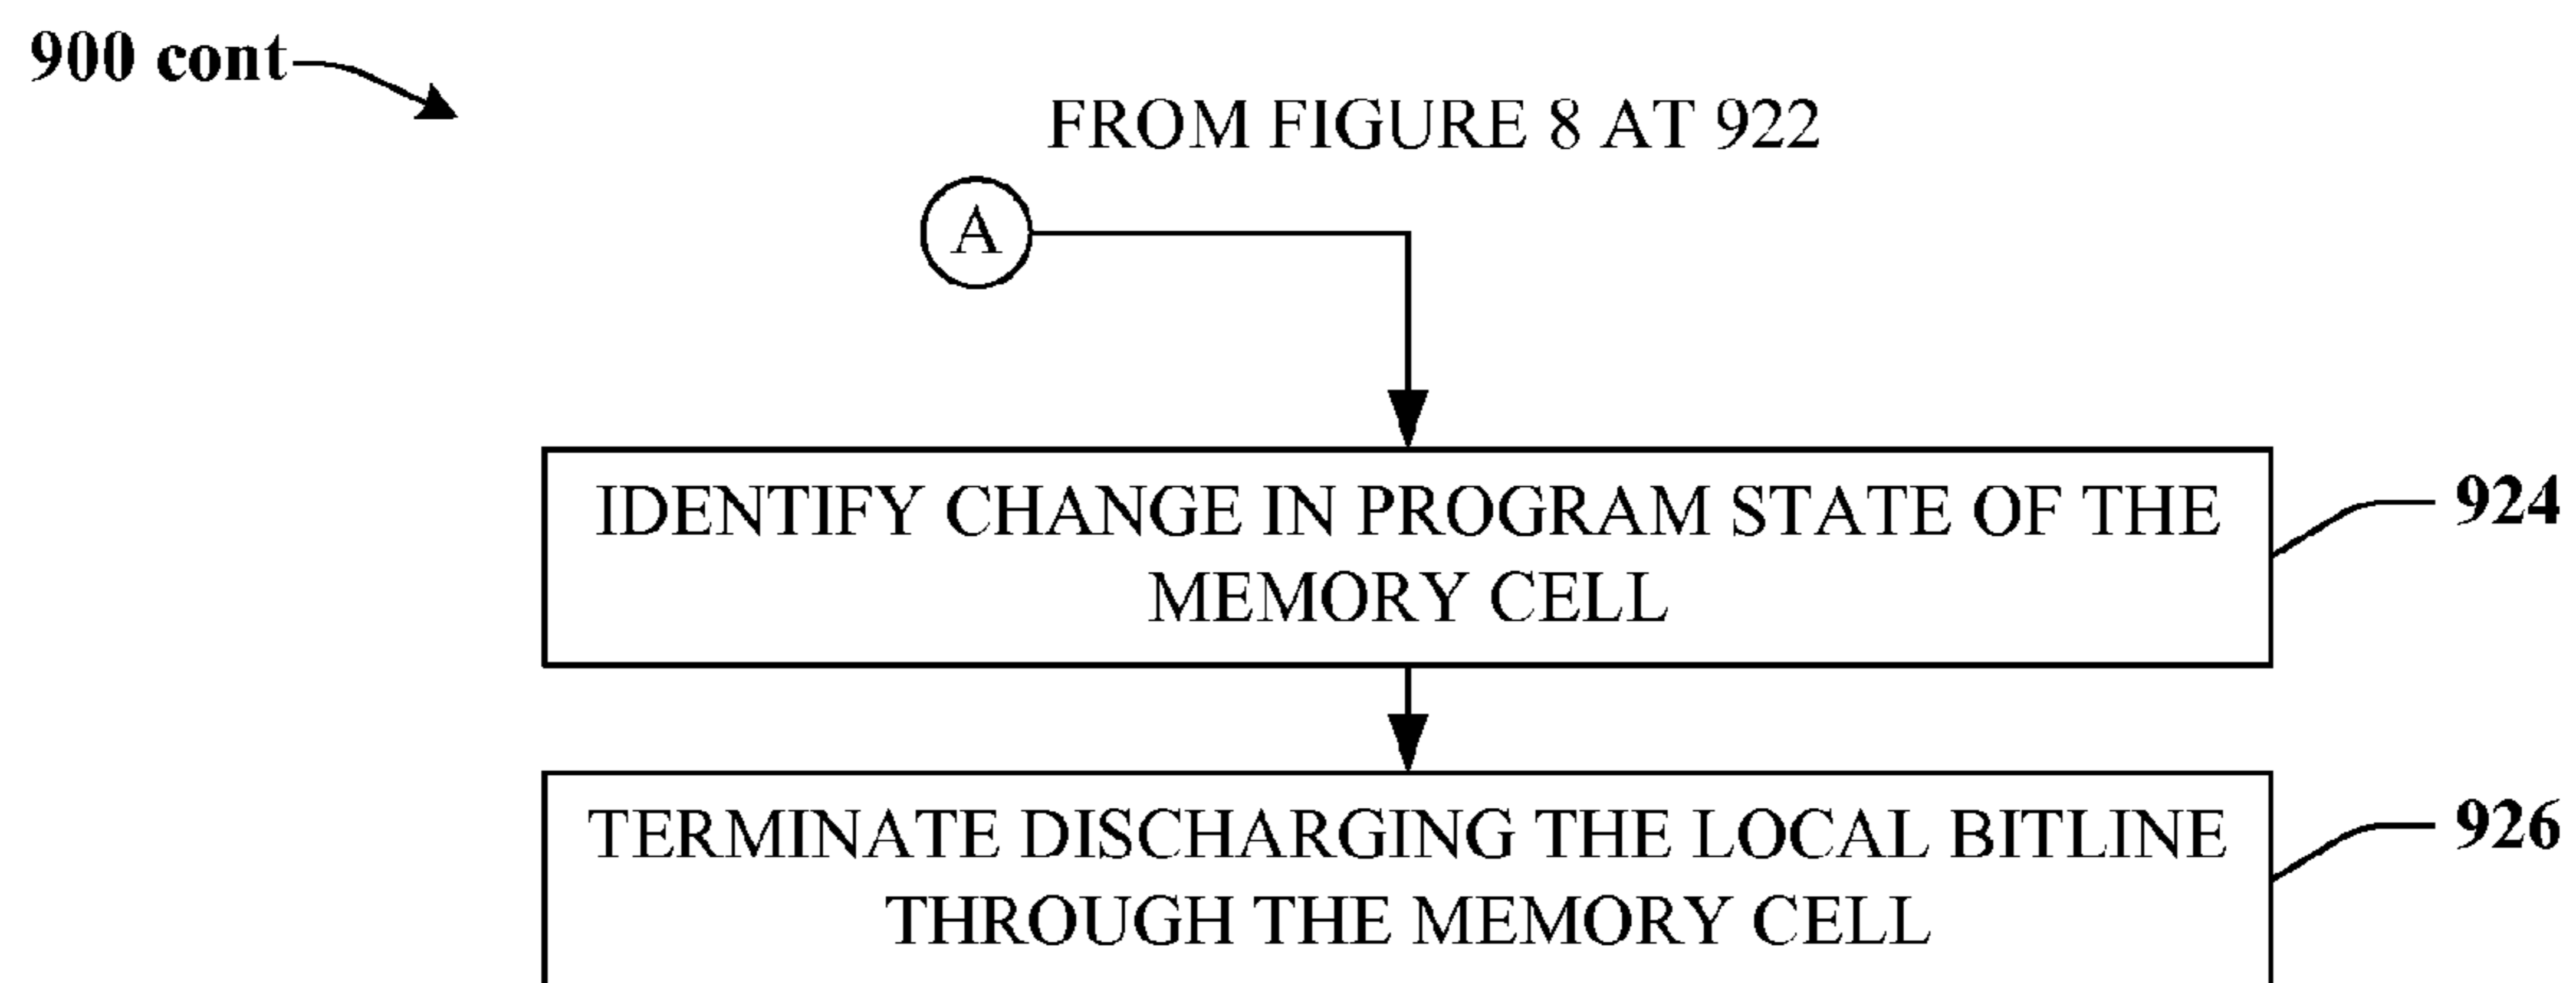 900 cont
FROM FIGURE 8 AT 922
A
IDENTIFY CHANGE IN PROGRAM STATE OF THE
MEMORY CELL
924
TERMINATE DISCHARGING THE LOCAL BITLINE
THROUGH THE MEMORY CELL
926